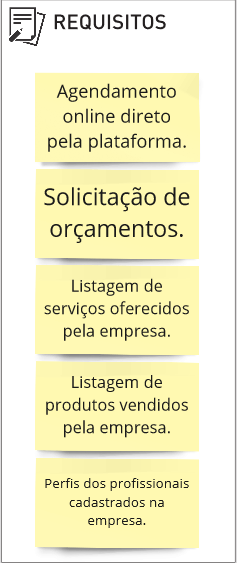 REQUISITOS
Agendamento
online direto
pela plataforma.
Solicitação de
orçamentos.
Listagem de
serviços oferecidos
pela empresa.
Listagem de
produtos vendidos
pela empresa.
Perfis dos profissionais
cadastrados na
empresa.